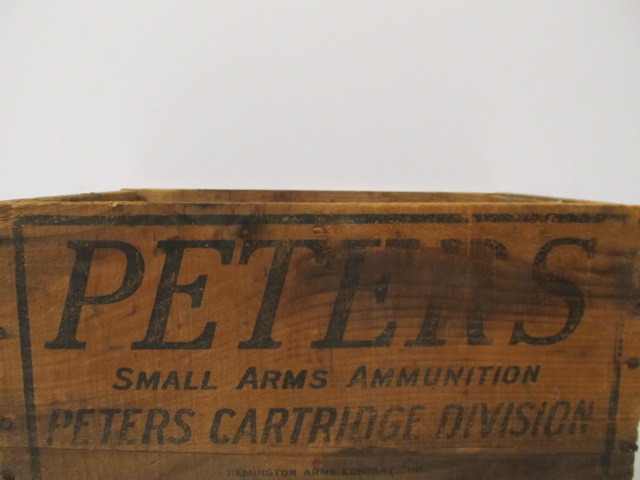 PETERS
SMALL ARMS AMMUNITION
PETERS CARTRIDGE DIVISION
REMINGTON ARMS COMPANY, INC.